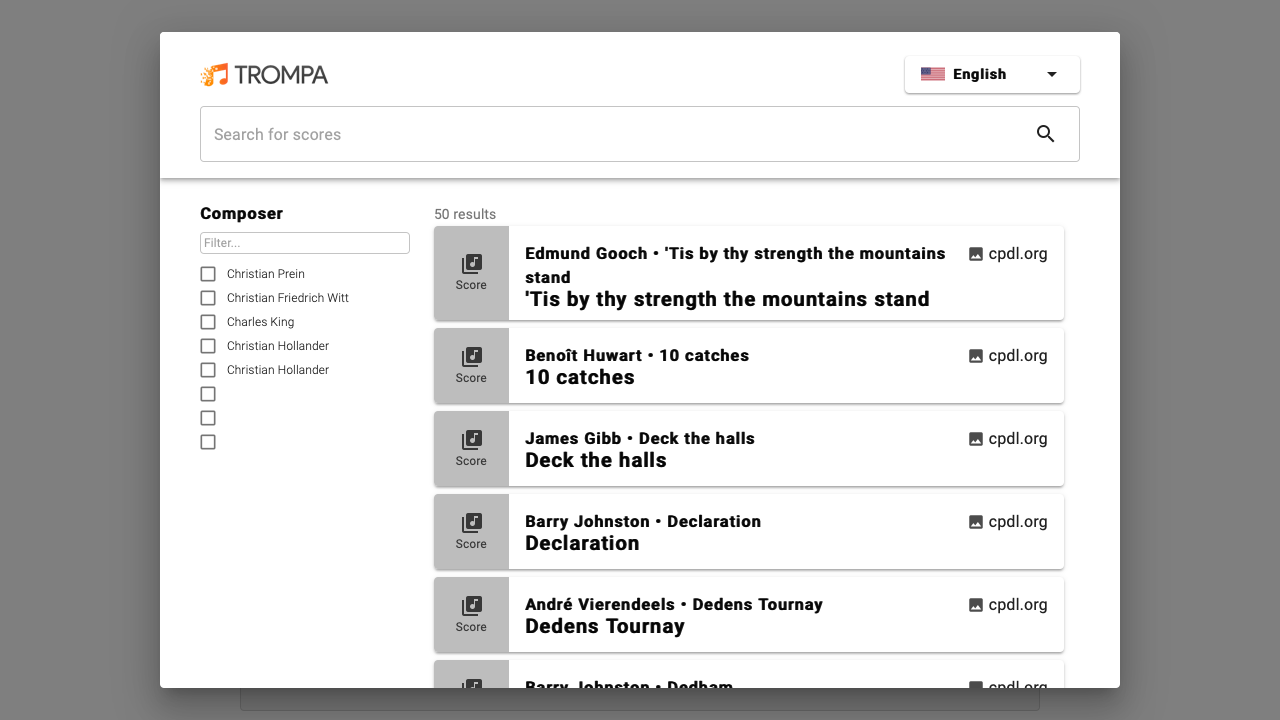 TROMPA
English
Search for scores
Composer
Filter...
Christian Prein
Christian Friedrich Witt
Charles King
Christian Hollander
Christian Hollander
50 results
Score
Edmund Gooch • 'Tis by thy strength the mountains
stand
'Tis by thy strength the mountains stand
cpdl.org
Score
Benoît Huwart • 10 catches
10 catches
cpdl.org
Score
James Gibb • Deck the halls
Deck the halls
cpdl.org
Score
Barry Johnston • Declaration
Declaration
cpdl.org
Score
André Vierendeels • Dedens Tournay
Dedens Tournay
cpdl.org
Barry Johnston • Dedham
cpdl.org